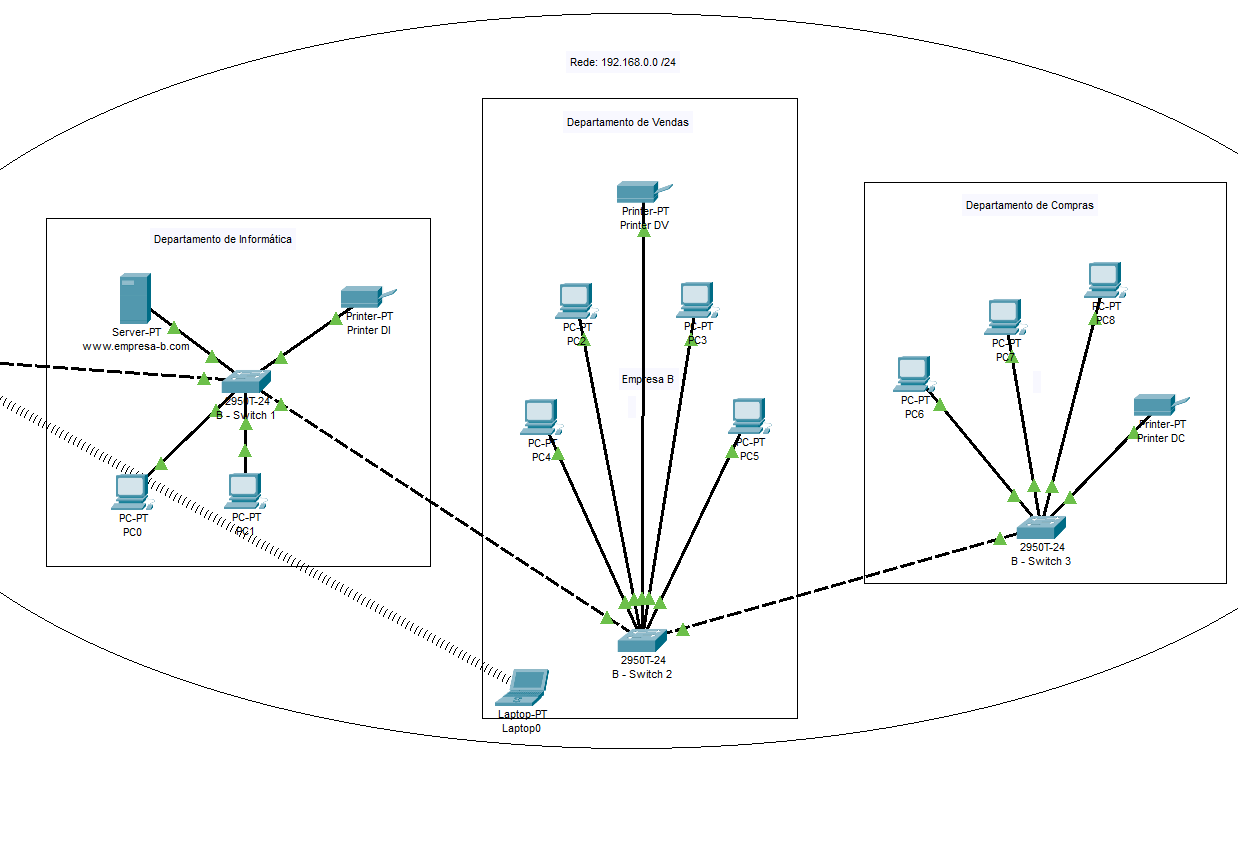 Rede: 192.168.0.0 /24
Departamento de Vendas
Printer-PT
Printer DV
PC-PT
PC2
PC-PT
PC3
Empresa B
PC-PT
PC4
PC-PT
PC5
2950T-24
B - Switch 2
Laptop-PT
Laptop0
Departamento de Informática
Server-PT
www.empresa-b.com
Printer-PT
Printer DI
2950T-24
B - Switch 1
PC-PT
PC0
PC-PT
PC1
Departamento de Compras
PC-PT
PC8
PC-PT
PC7
PC-PT
PC6
Printer-PT
Printer DC
2950T-24
B - Switch 3